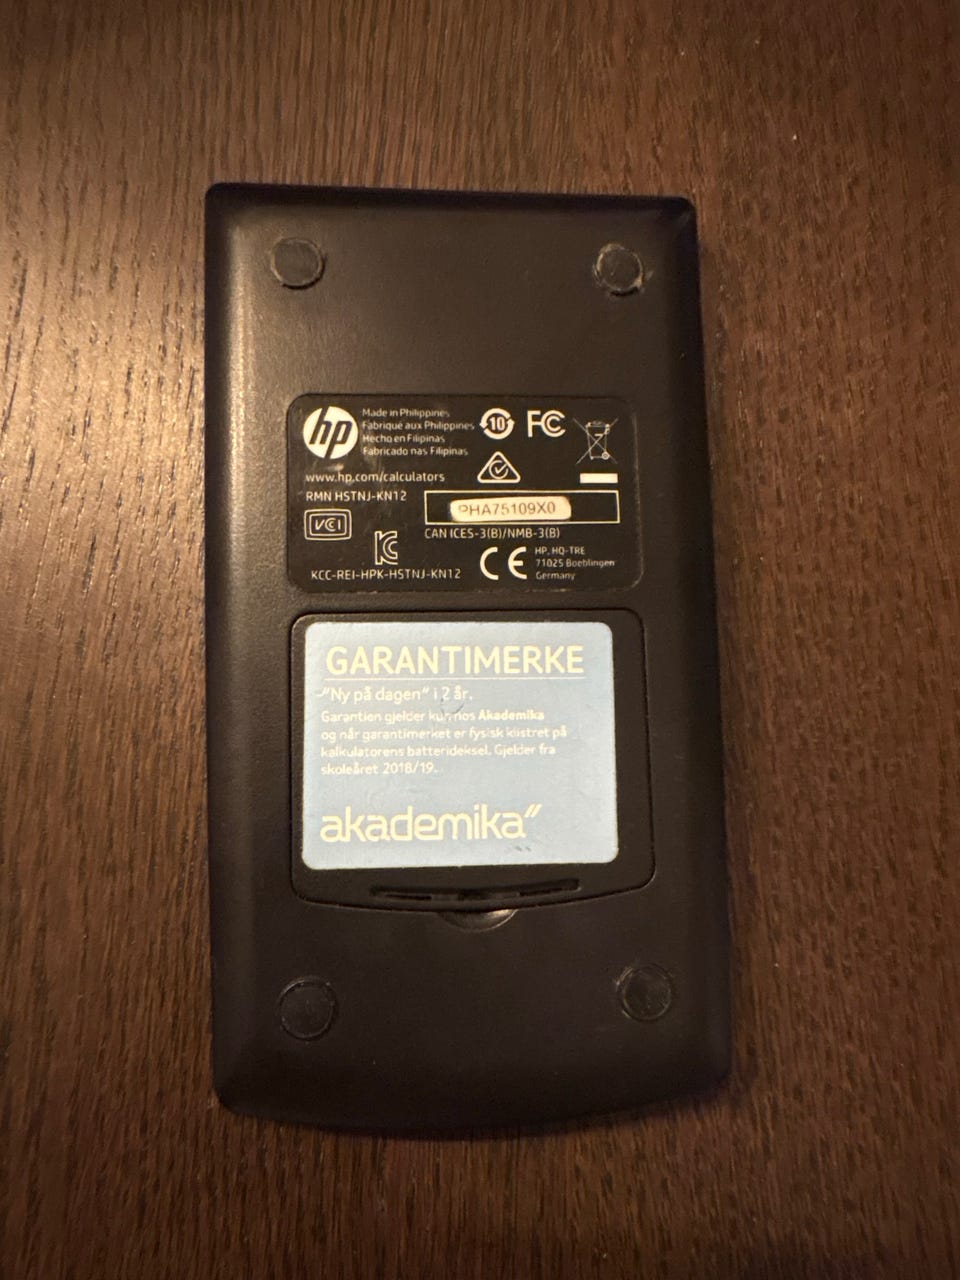 hp
Made in Philippines
Fabriqué aux Philippines
Hecho en Filipinas
Fabricado nas Filipinas
10
FC
www.hp.com/calculators
RMN HSTNJ-KN12
PHA75109X0
VCI
CAN ICES-3(B)/NMB-3(B)
KCC-REI-HPK-HSTNJ-KN12
CE
HP, HQ-TRE
71025 Boeblingen
Germany
GARANTIMERKE
"Ny på dagen" i 2 år.
Garantien gjelder kun hos Akademika
og når garantimerket er fysisk klistret på
kalkulatorens batterideksel. Gjelder fra
skoleåret 2018/19.
akademika"